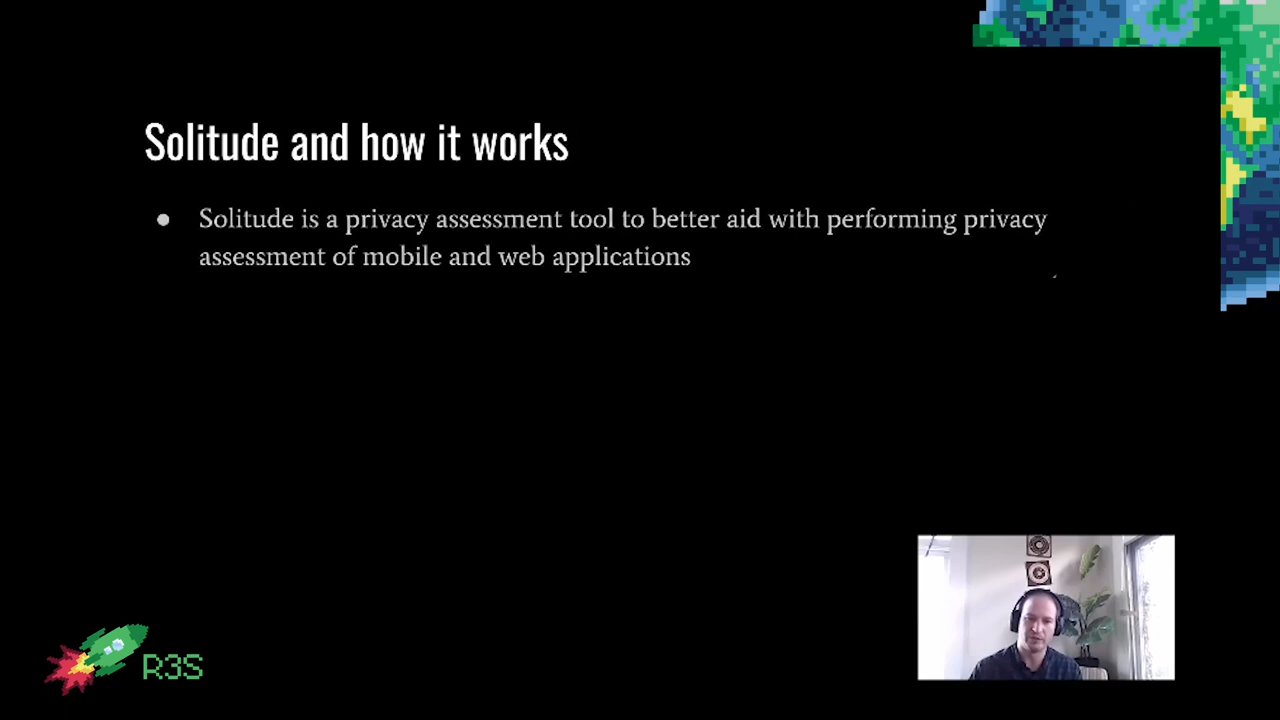 Solitude and how it works
● Solitude is a privacy assessment tool to better aid with performing privacy
assessment of mobile and web applications
R3S